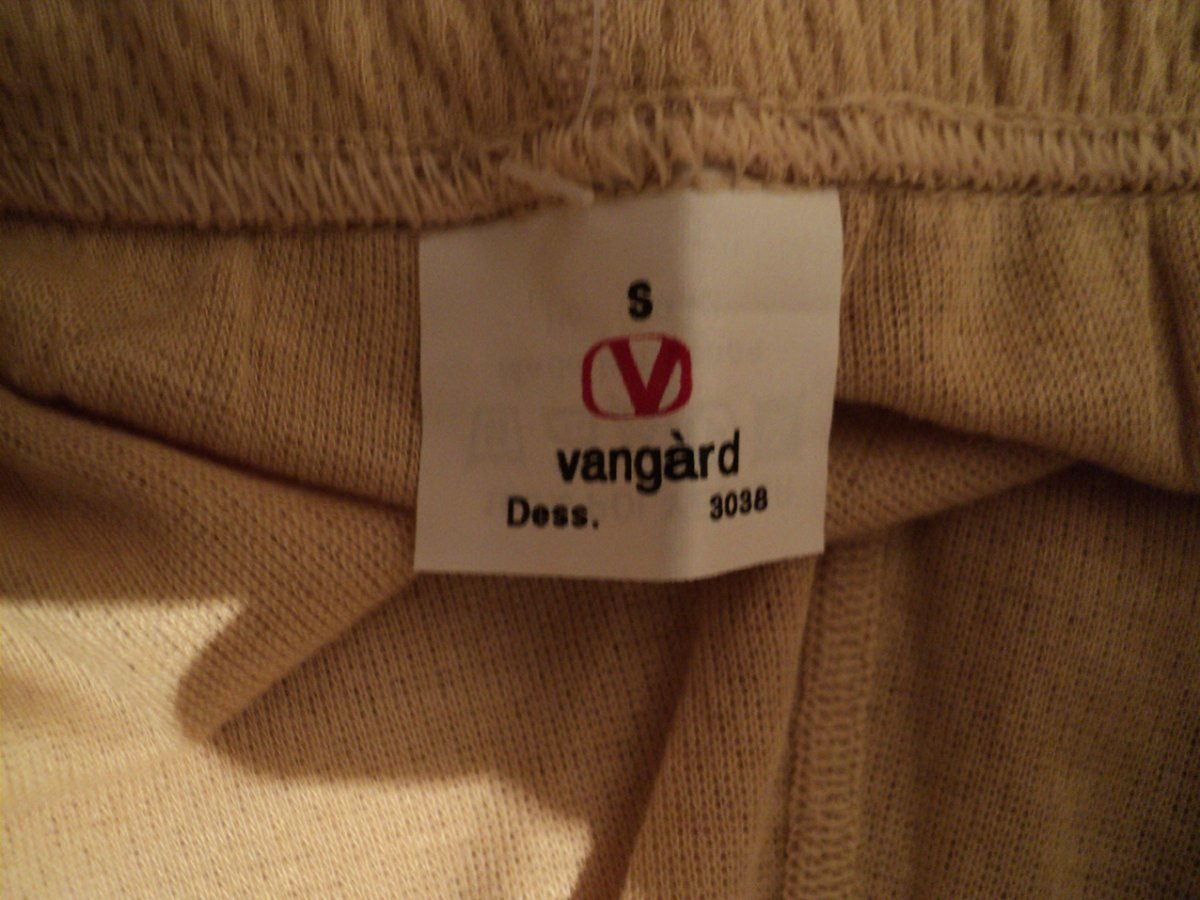 S
V
vangàrd
Dess. 3038